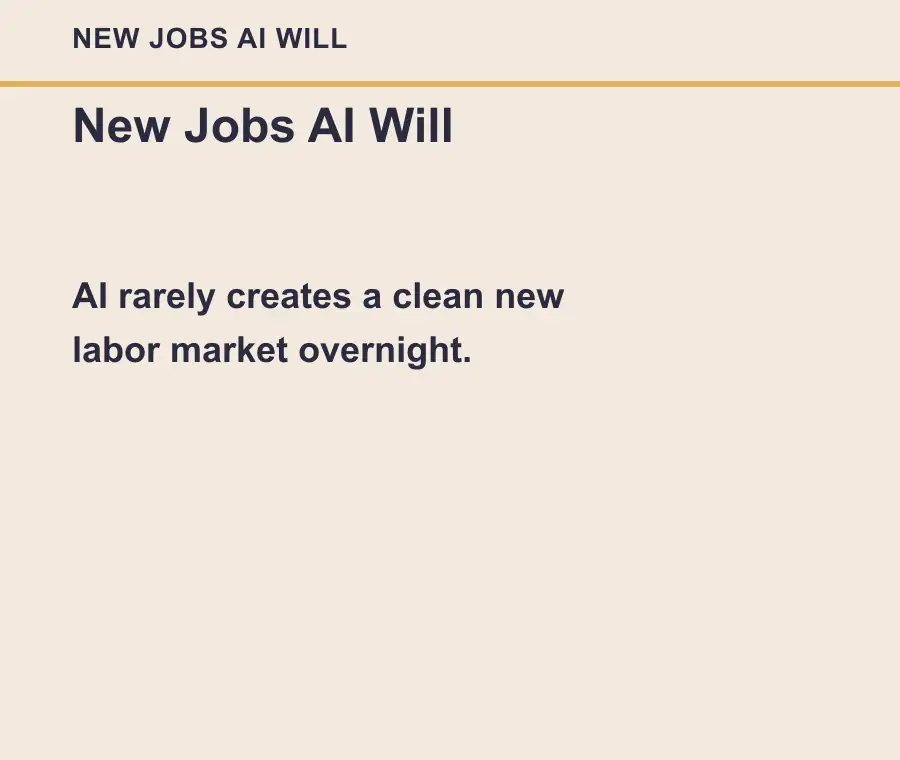 NEW JOBS AI WILL
New Jobs AI Will
AI rarely creates a clean new
labor market overnight.